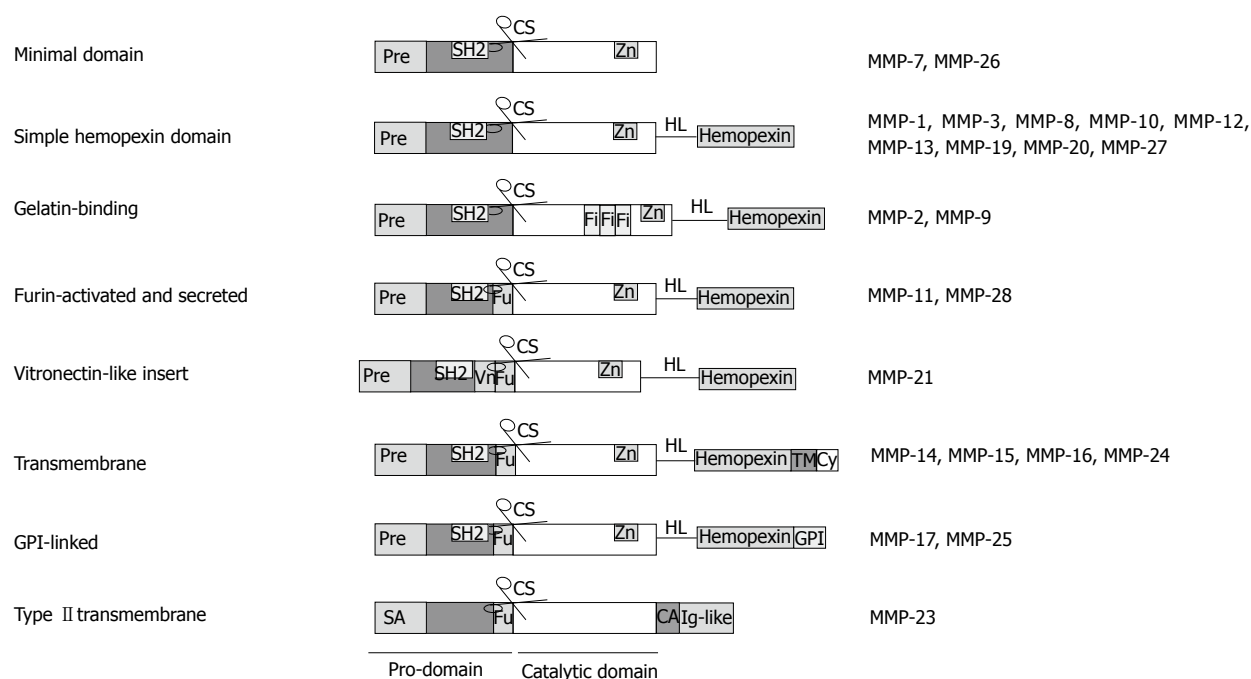 CS
Minimal domain Pre SH2 Zn MMP-7, MMP-26
CS
Simple hemopexin domain Pre SH2 Zn HL Hemopexin MMP-1, MMP-3, MMP-8, MMP-10, MMP-12,
MMP-13, MMP-19, MMP-20, MMP-27
CS
Gelatin-binding Pre SH2 Fi Fi Fi Zn HL Hemopexin MMP-2, MMP-9
CS
Furin-activated and secreted Pre SH2 Fu Zn HL Hemopexin MMP-11, MMP-28
CS
Vitronectin-like insert Pre SH2 Vn Fu Zn HL Hemopexin MMP-21
CS
Transmembrane Pre SH2 Fu Zn HL Hemopexin TM Cy MMP-14, MMP-15, MMP-16, MMP-24
CS
GPI-linked Pre SH2 Fu Zn HL Hemopexin GPI MMP-17, MMP-25
CS
Type Ⅱ transmembrane SA Fu CA Ig-like MMP-23
Pro-domain Catalytic domain